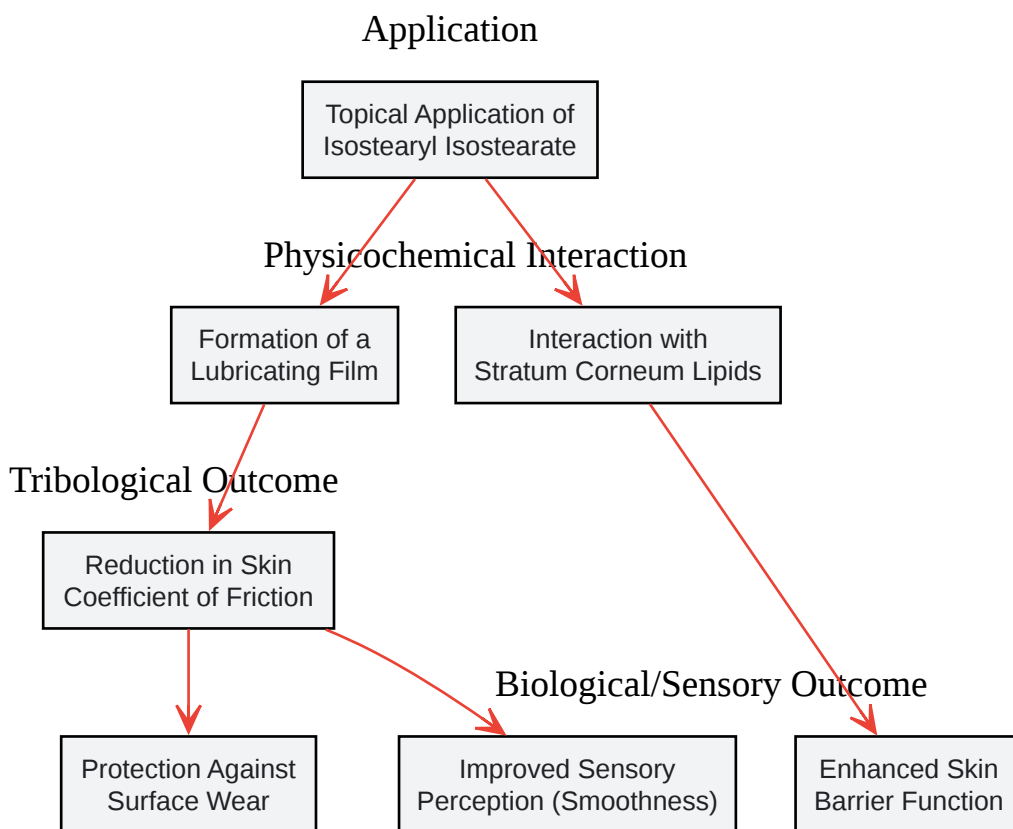 Application
Topical Application of
Isostearyl Isostearate
Physicochemical Interaction
Formation of a
Lubricating Film
Interaction with
Stratum Corneum Lipids
Tribological Outcome
Reduction in Skin
Coefficient of Friction
Biological/Sensory Outcome
Protection Against
Surface Wear
Improved Sensory
Perception (Smoothness)
Enhanced Skin
Barrier Function